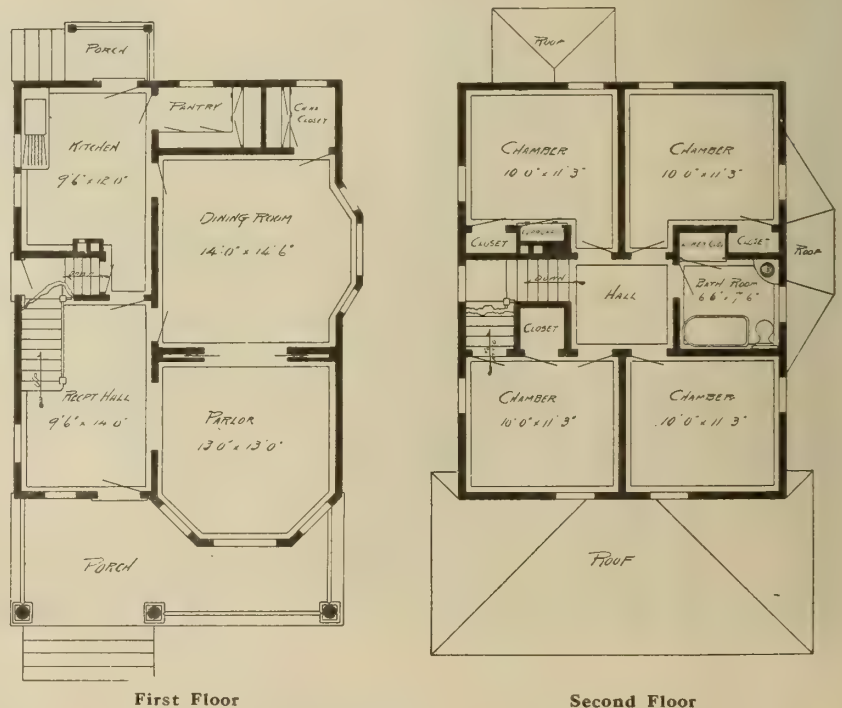 PORCH
KITCHEN
9'6" x 12'0"
PANTRY
CHINA
CLOSET
DINING ROOM
14'0" x 14'6"
UP
RECPT HALL
9'6" x 14'0"
PARLOR
13'0" x 13'0"
PORCH
First Floor
ROOF
CHAMBER
10'0" x 11'3"
CHAMBER
10'0" x 11'3"
CLOSET
CLOSET
ROOF
DOWN
HALL
BATH ROOM
6'6" x 7'6"
CLOSET
CHAMBER
10'0" x 11'3"
CHAMBER
10'0" x 11'3"
ROOF
Second Floor